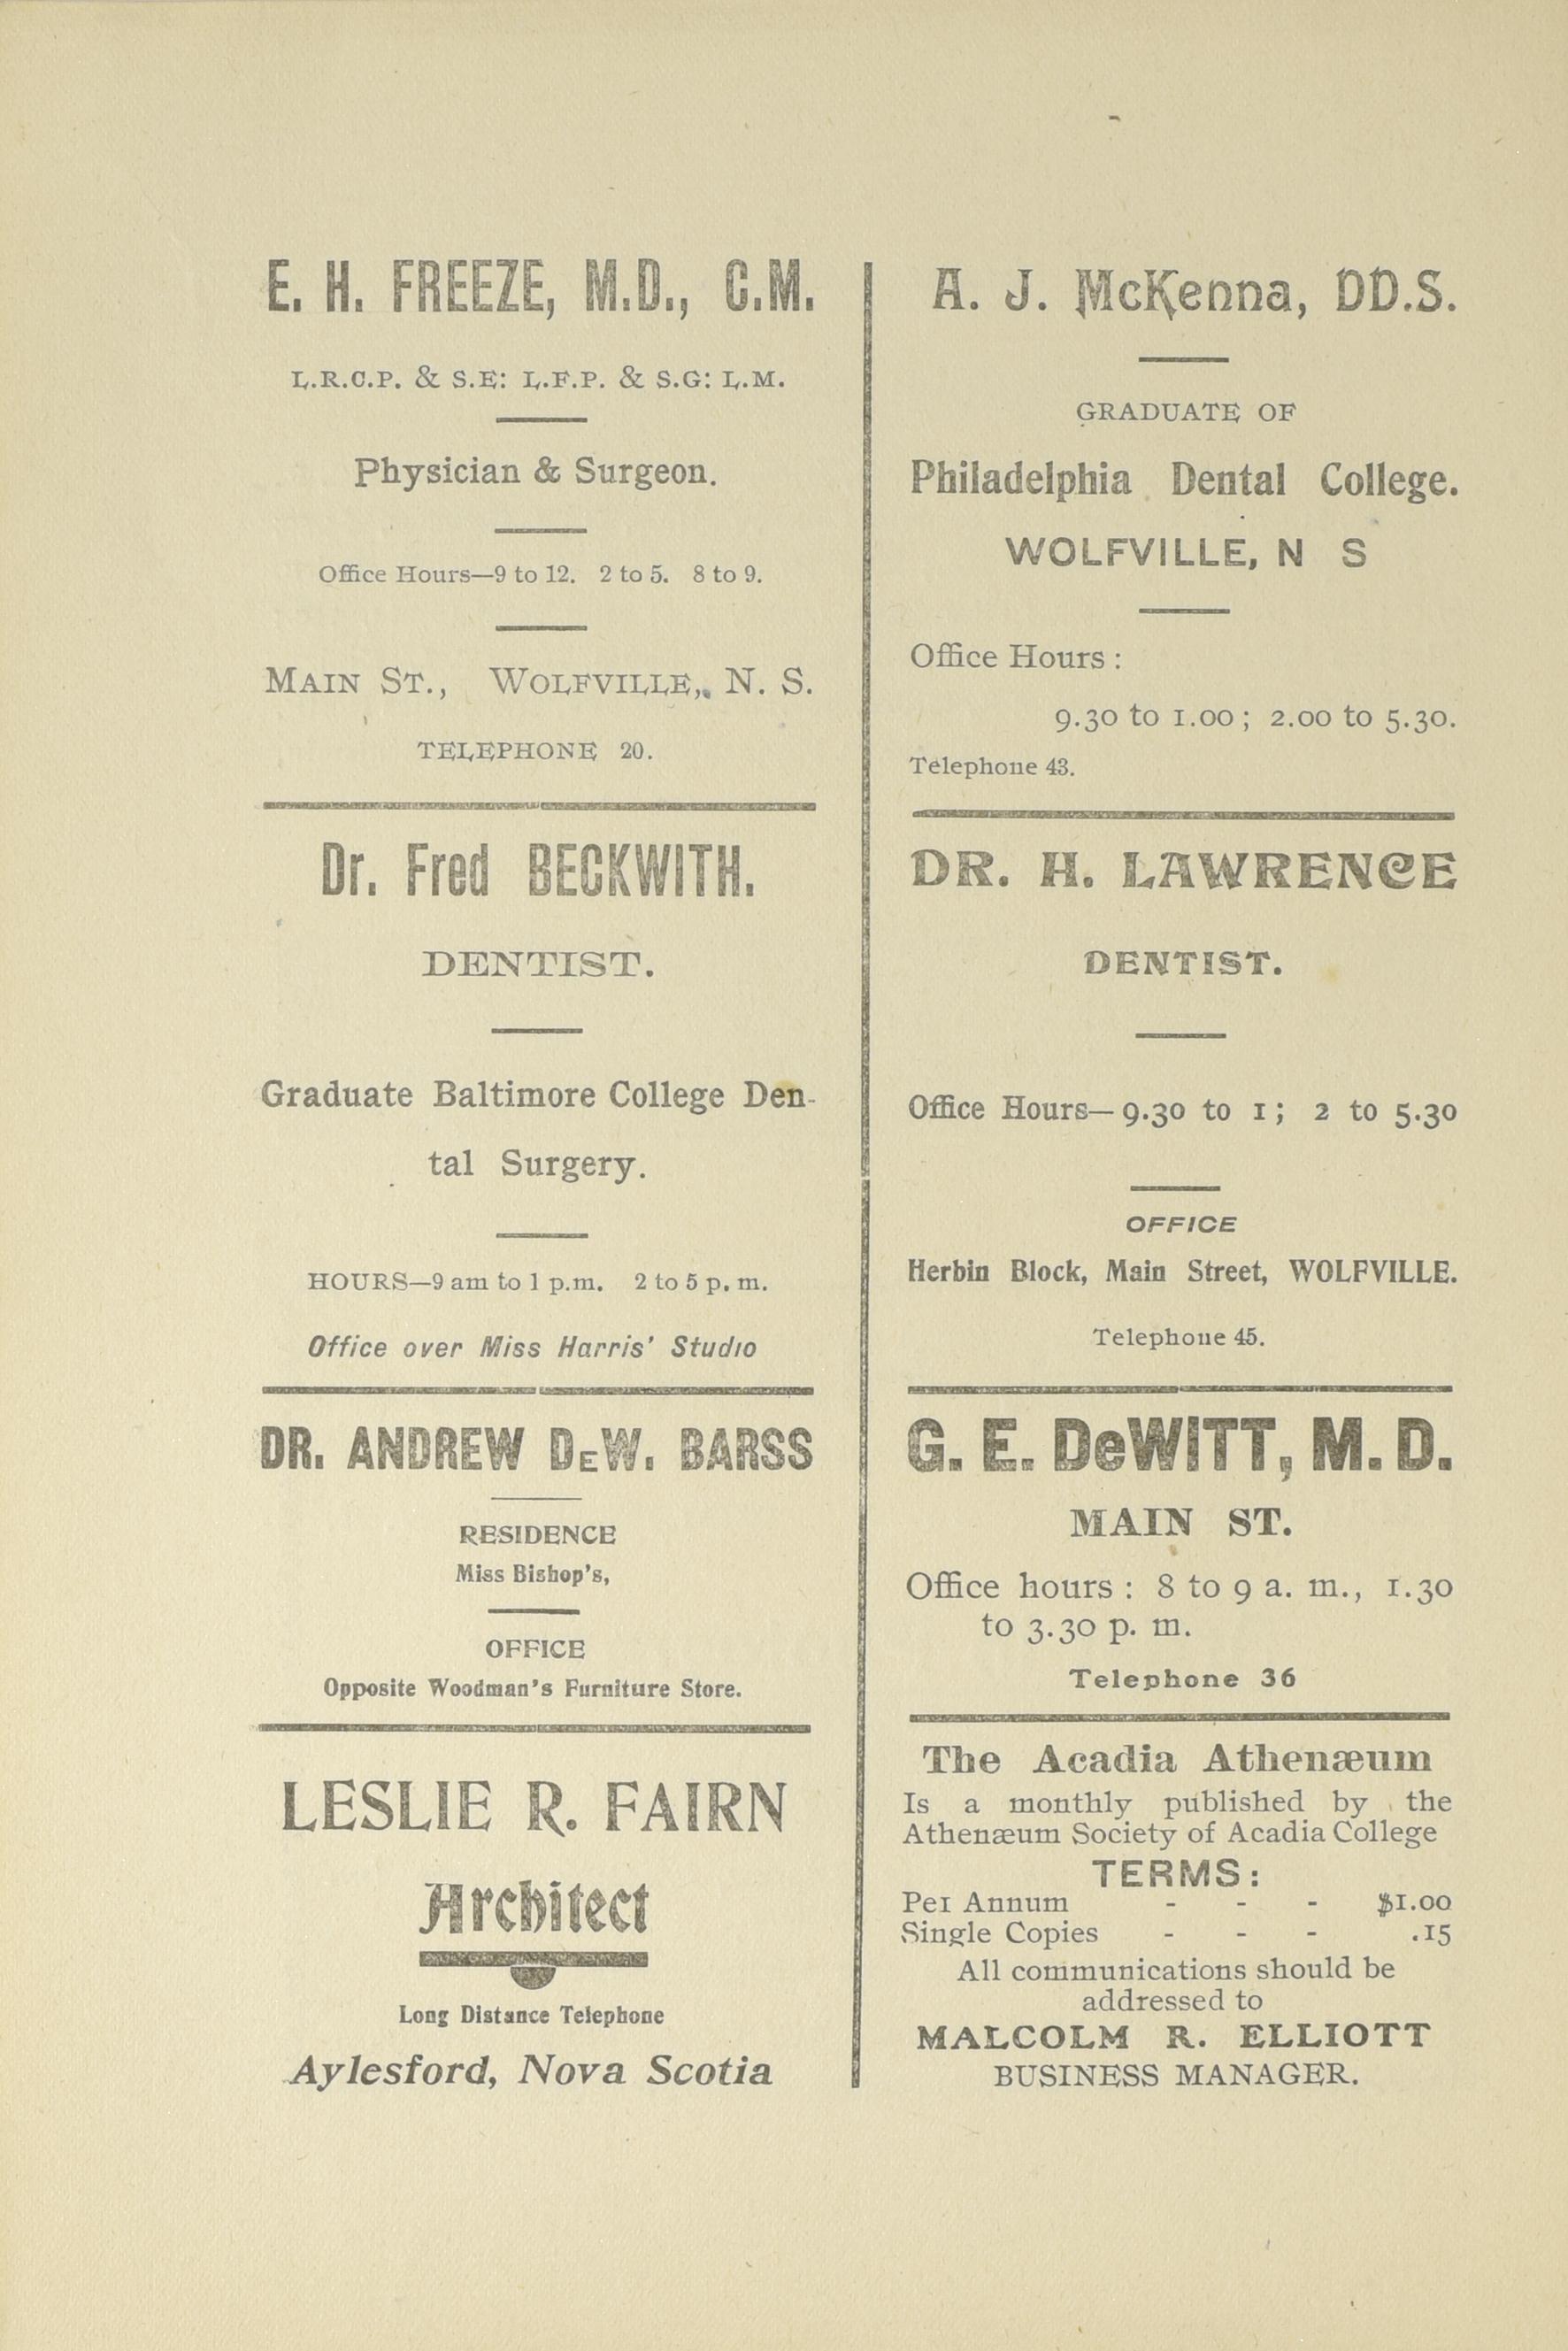 E. H. FREEZE, M.D., C.M.
L.R.C.P. & S.E: L.F.P. & S.G: L.M.
Physician & Surgeon.
Office Hours—9 to 12. 2 to 5. 8 to 9.
MAIN ST., WOLFVILLE,. N. S.
TELEPHONE 20.
Dr. Fred BECKWITH.
DENTIST.
Graduate Baltimore College Den-
tal Surgery.
HOURS—9 am to 1 p.m. 2 to 5 p. m.
Office over Miss Harris' Studio
DR. ANDREW DEW. BARSS
RESIDENCE
Miss Bishop's,
OFFICE
Opposite Woodman's Furniture Store.
LESLIE R. FAIRN
Architect
Long Distance Telephone
Aylesford, Nova Scotia
A. J. McKenna, DD.S.
GRADUATE OF
Philadelphia Dental College.
WOLFVILLE, N S
Office Hours :
9.30 to 1.00 ; 2.00 to 5.30.
Telephone 43.
DR. H. LAWRENCE
DENTIST.
Office Hours— 9.30 to 1 ; 2 to 5.30
OFFICE
Herbin Block, Main Street, WOLFVILLE.
Telephone 45.
G. E. DeWITT, M. D.
MAIN ST.
Office hours : 8 to 9 a. m., 1.30
to 3.30 p. m.
Telephone 36
The Acadia Athenæum
Is a monthly published by the
Athenæum Society of Acadia College
TERMS :
Per Annum - - - $1.00
Single Copies - - - .15
All communications should be
addressed to
MALCOLM R. ELLIOTT
BUSINESS MANAGER.